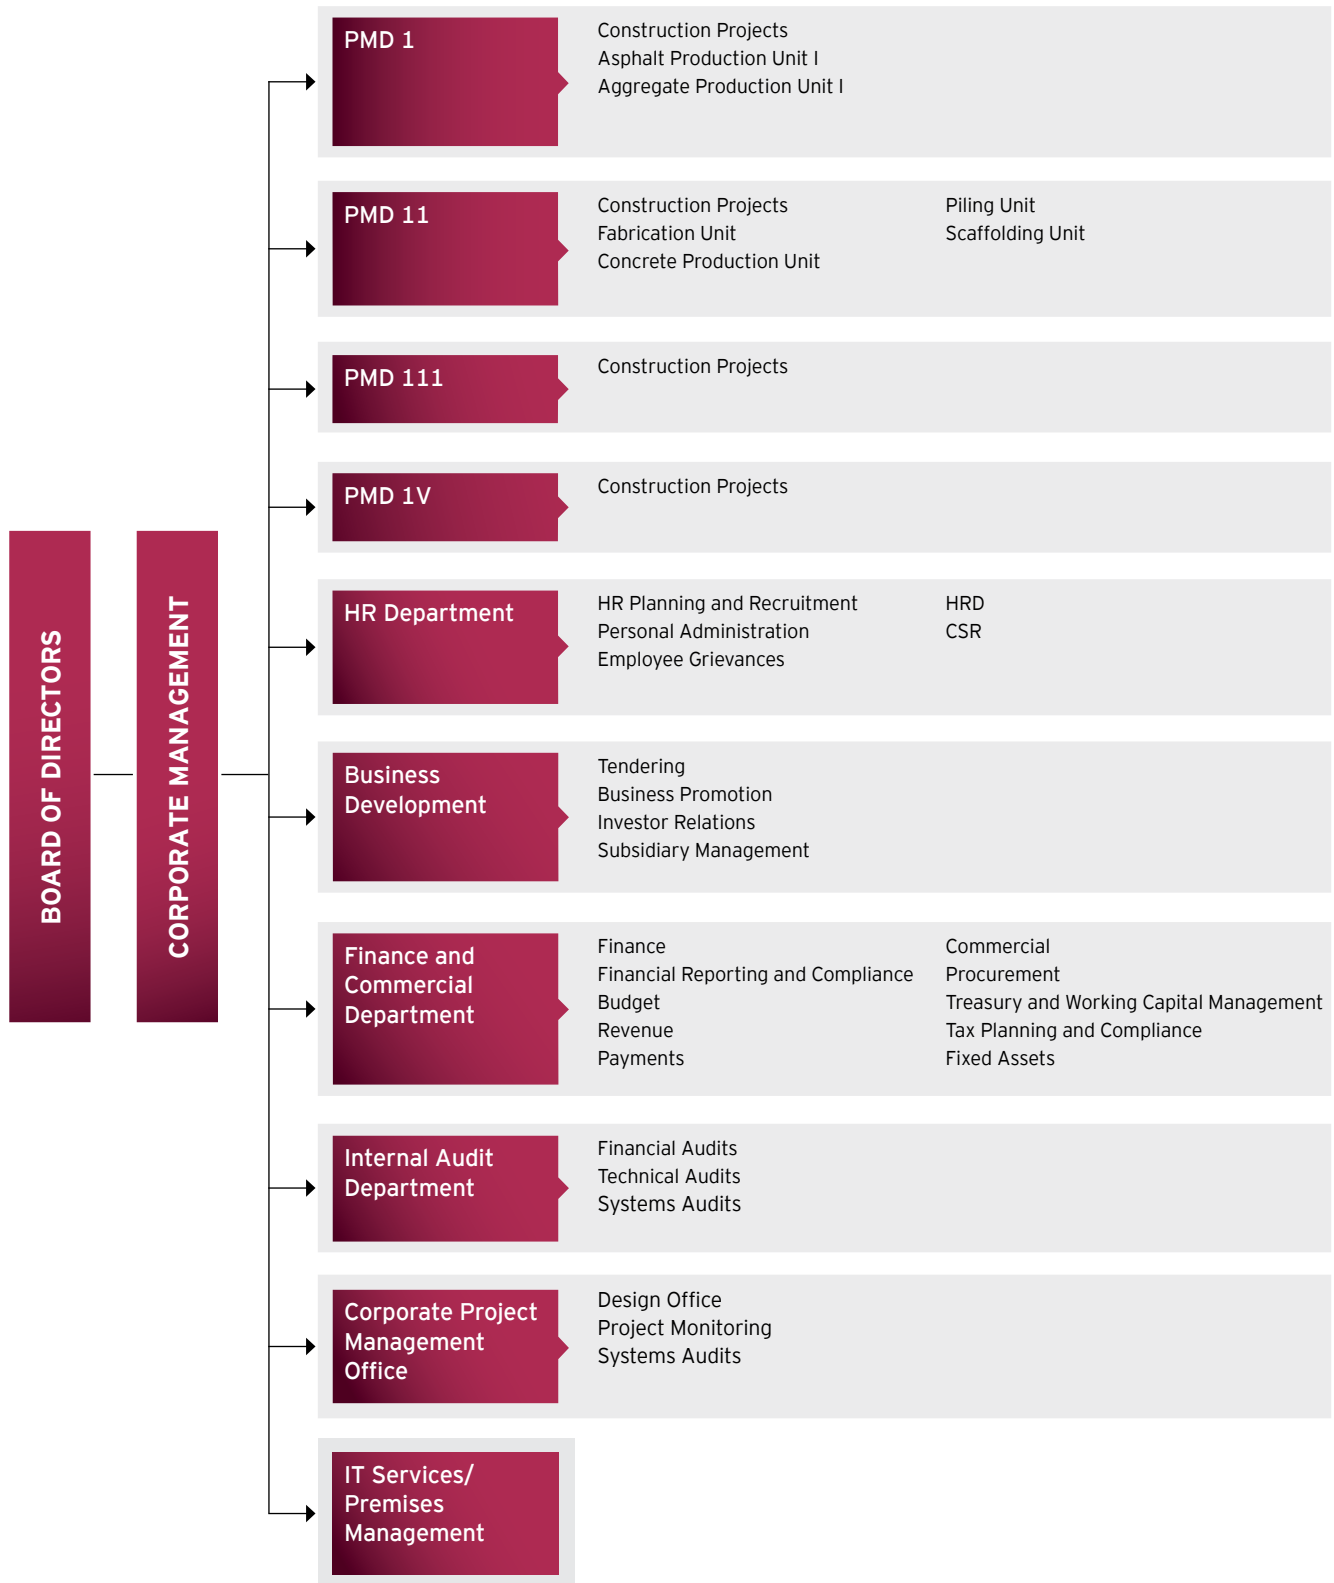 BOARD OF DIRECTORS
CORPORATE MANAGEMENT
PMD 1
Construction Projects
Asphalt Production Unit I
Aggregate Production Unit I
PMD 11
Construction Projects
Fabrication Unit
Concrete Production Unit
Piling Unit
Scaffolding Unit
PMD 111
Construction Projects
PMD 1V
Construction Projects
HR Department
HR Planning and Recruitment
Personal Administration
Employee Grievances
HRD
CSR
Business
Development
Tendering
Business Promotion
Investor Relations
Subsidiary Management
Finance and
Commercial
Department
Finance
Financial Reporting and Compliance
Budget
Revenue
Payments
Commercial
Procurement
Treasury and Working Capital Management
Tax Planning and Compliance
Fixed Assets
Internal Audit
Department
Financial Audits
Technical Audits
Systems Audits
Corporate Project
Management
Office
Design Office
Project Monitoring
Systems Audits
IT Services/
Premises
Management